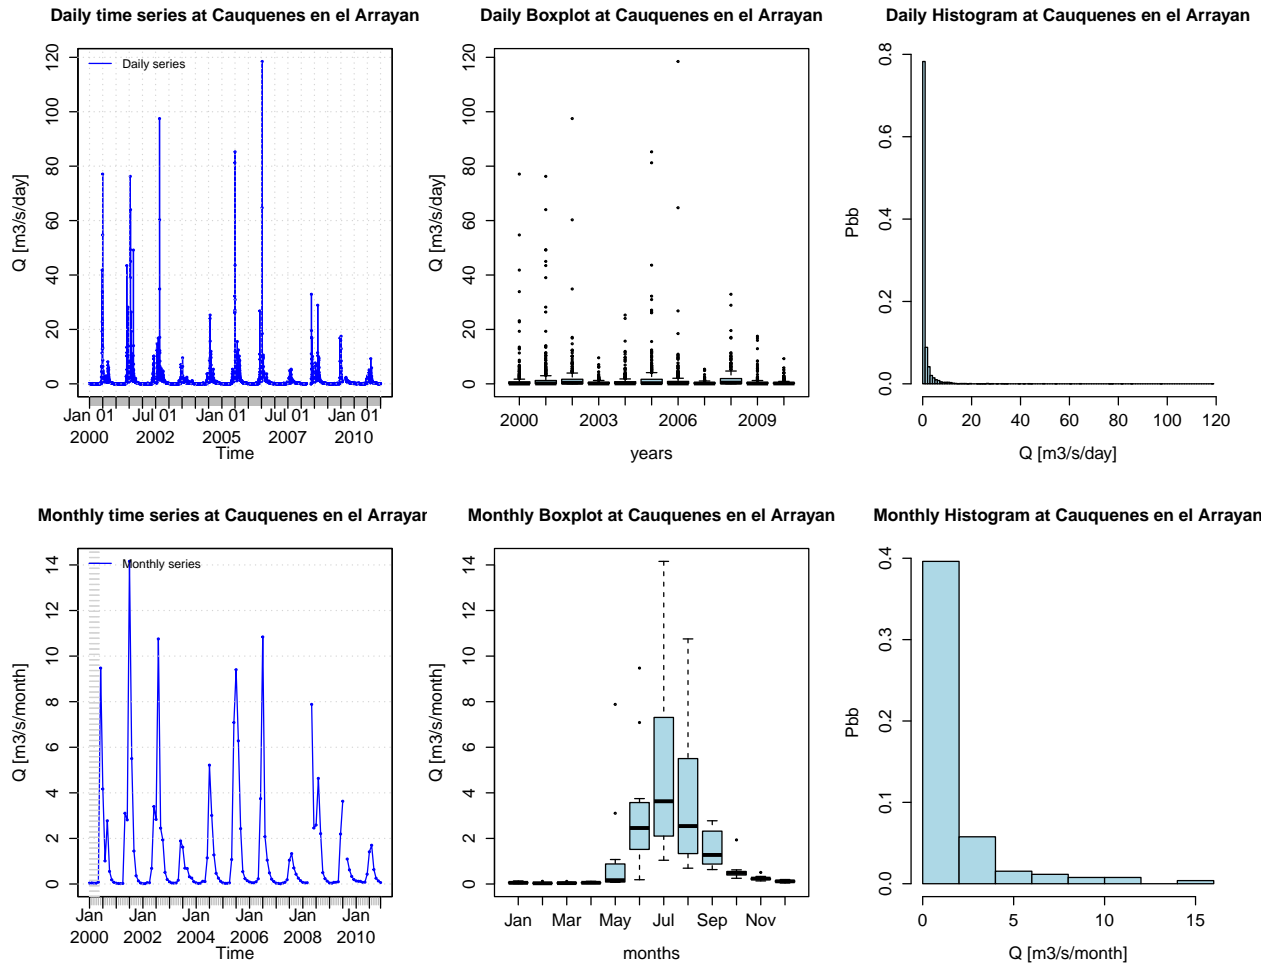 Daily time series at Cauquenes en el Arrayan
Daily series
Q [m3/s/day]
0 20 40 60 80 100 120
Jan 01 Jul 01 Jan 01 Jul 01 Jan 01
2000 2002 2005 2007 2010
Time
Daily Boxplot at Cauquenes en el Arrayan
Q [m3/s/day]
0 20 40 60 80 100 120
2000 2003 2006 2009
years
Daily Histogram at Cauquenes en el Arrayan
Pbb
0.0 0.2 0.4 0.6 0.8
0 20 40 60 80 100 120
Q [m3/s/day]
Monthly time series at Cauquenes en el Arrayar
Monthly series
Q [m3/s/month]
0 2 4 6 8 10 12 14
Jan Jan Jan Jan Jan Jan
2000 2002 2004 2006 2008 2010
Time
Monthly Boxplot at Cauquenes en el Arrayan
Q [m3/s/month]
0 2 4 6 8 10 12 14
Jan Mar May Jul Sep Nov
months
Monthly Histogram at Cauquenes en el Arrayan
Pbb
0.0 0.1 0.2 0.3 0.4
0 5 10 15
Q [m3/s/month]